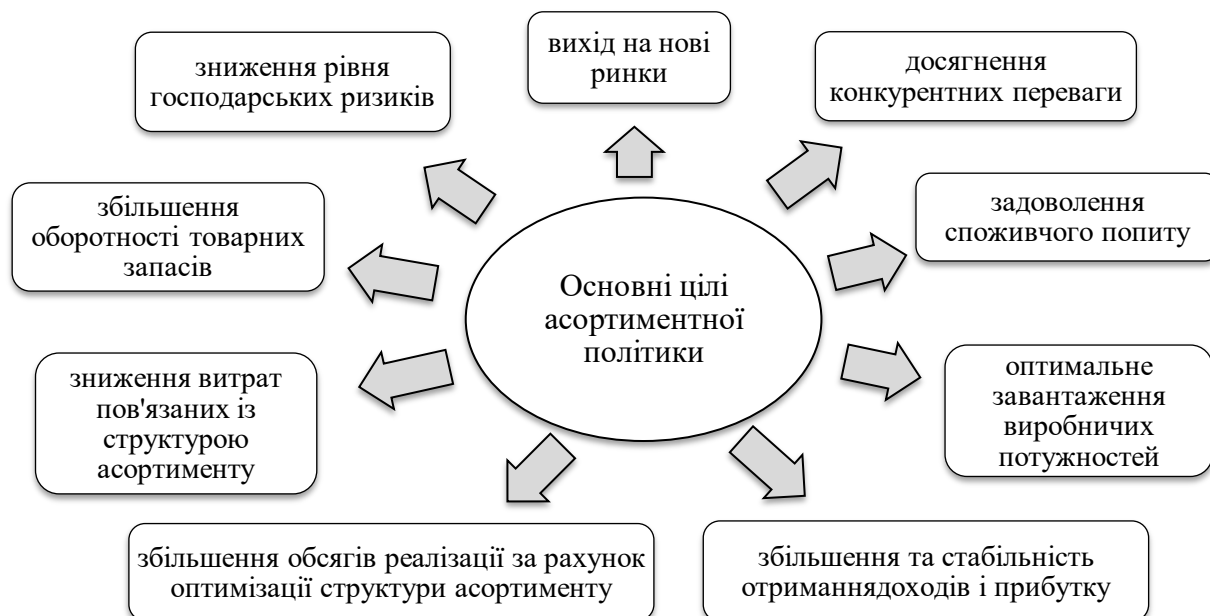 вихід на нові
ринки
зниження рівня
господарських ризиків
досягнення
конкурентних переваги
збільшення
оборотності товарних
запасів
задоволення
споживчого попиту
Основні цілі
асортиментної
політики
зниження витрат
пов'язаних із
структурою
асортименту
оптимальне
завантаження
виробничих
потужностей
збільшення обсягів реалізації за рахунок
оптимізації структури асортименту
збільшення та стабільність
отриманнядоходів і прибутку